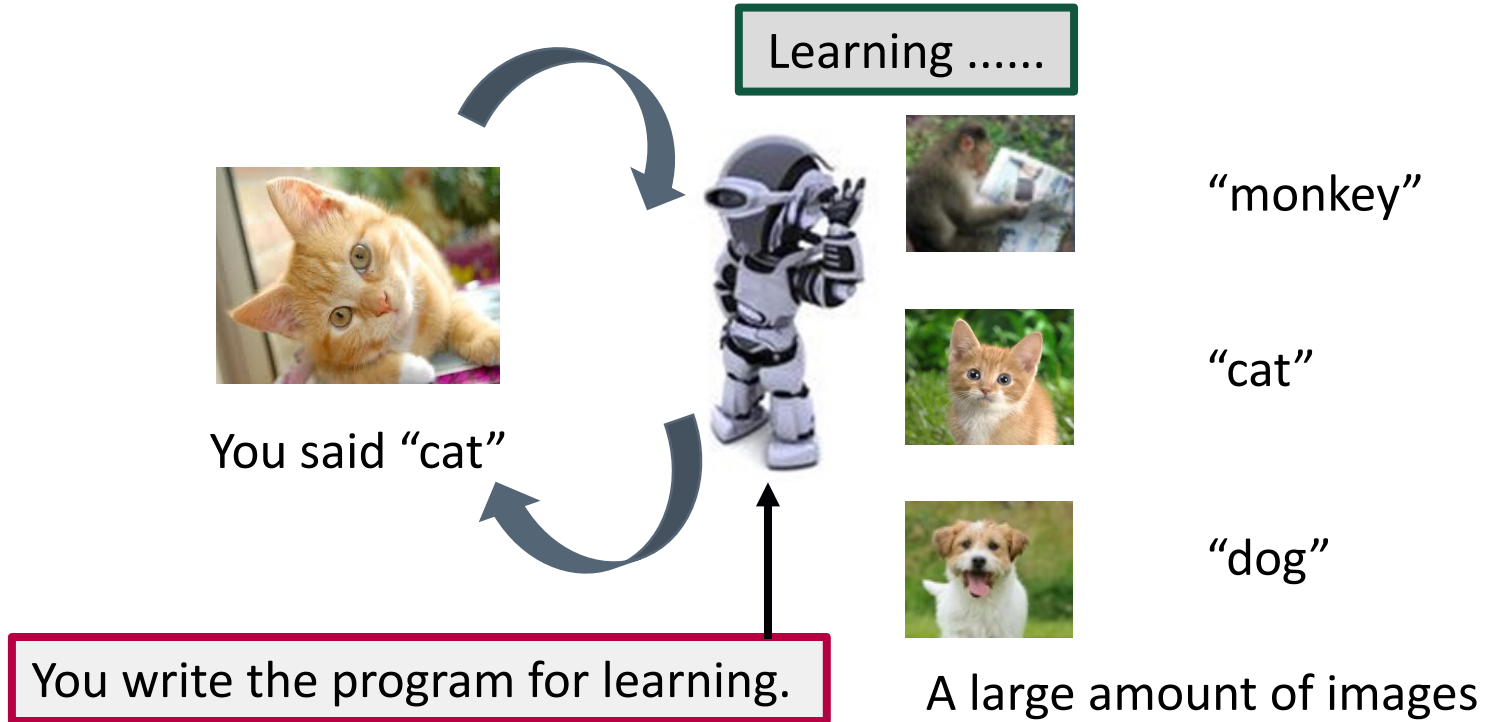 Learning ......
“monkey”
“cat”
You said “cat”
“dog”
You write the program for learning.
A large amount of images